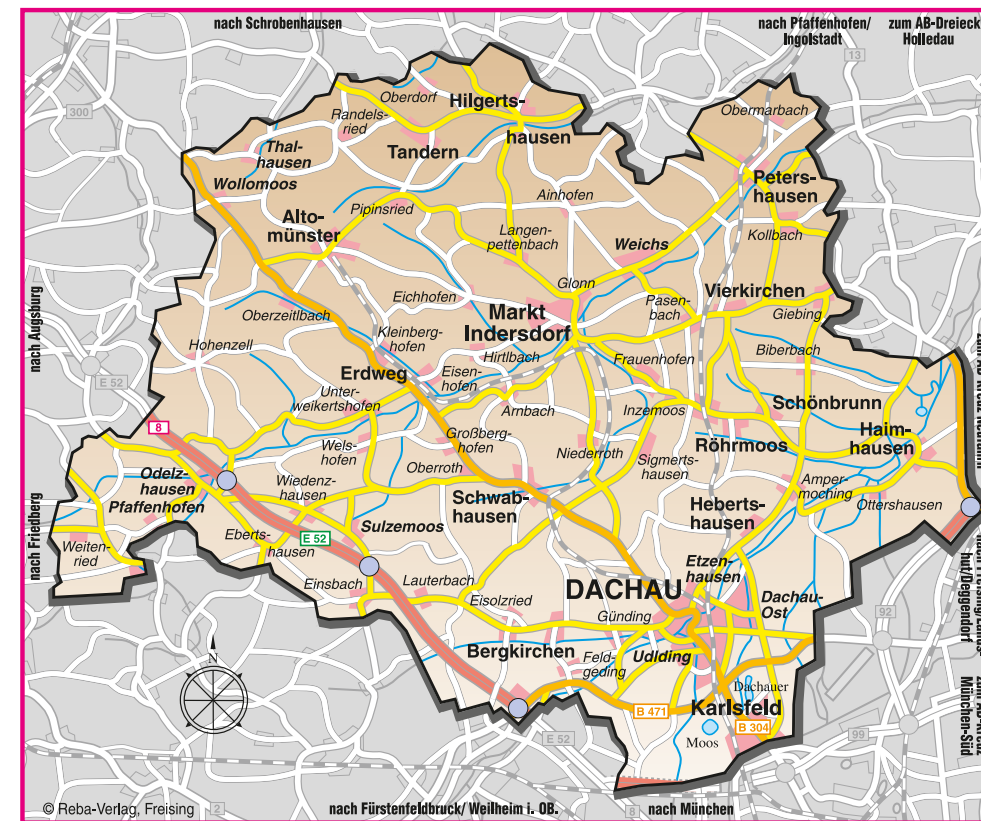 nach Schrobenhausen
nach Pfaffenhofen/
Ingolstadt
zum AB-Dreieck
Holledau
13
300
Oberdorf
Hilgerts-
hausen
Randels-
ried
Obermarbach
Thal-
hausen
Tandern
Wollomoos
Peters-
hausen
Ainhofen
Pipinsried
Alto-
münster
Langen-
pettenbach
Weichs
Kollbach
Glonn
Eichhofen
Vierkirchen
Pasen-
bach
Giebing
Oberzeitlbach
Markt
Indersdorf
nach Augsburg
Kleinberg-
hofen
Hohenzell
Hirtlbach
Frauenhofen
Biberbach
E 52
Erdweg
Eisen-
hofen
Unter-
weikertshofen
Arnbach
Inzemoos
Schönbrunn
8
Haim-
hausen
Großberg-
hofen
Wels-
hofen
Niederroth
Röhrmoos
Sigmerts-
hausen
Odelz-
hausen
Oberroth
Wiedenz-
hausen
Amper-
moching
Pfaffenhofen
Schwab-
hausen
Heberts-
hausen
Ottershausen
nach Friedberg
Sulzemoos
Eberts-
hausen
E 52
Weiten-
ried
Etzen-
hausen
Einsbach
Lauterbach
DACHAU
Dachau-
Ost
Eisolzried
Günding
92
hut/Deggendorf
Bergkirchen
Feld-
geding
Udlding
N
Dachauer
Karlsfeld
B 471
B 304
München-Süd
Moos
E 52
99
© Reba-Verlag, Freising
2
nach Fürstenfeldbruck/ Weilheim i. OB.
8
nach München